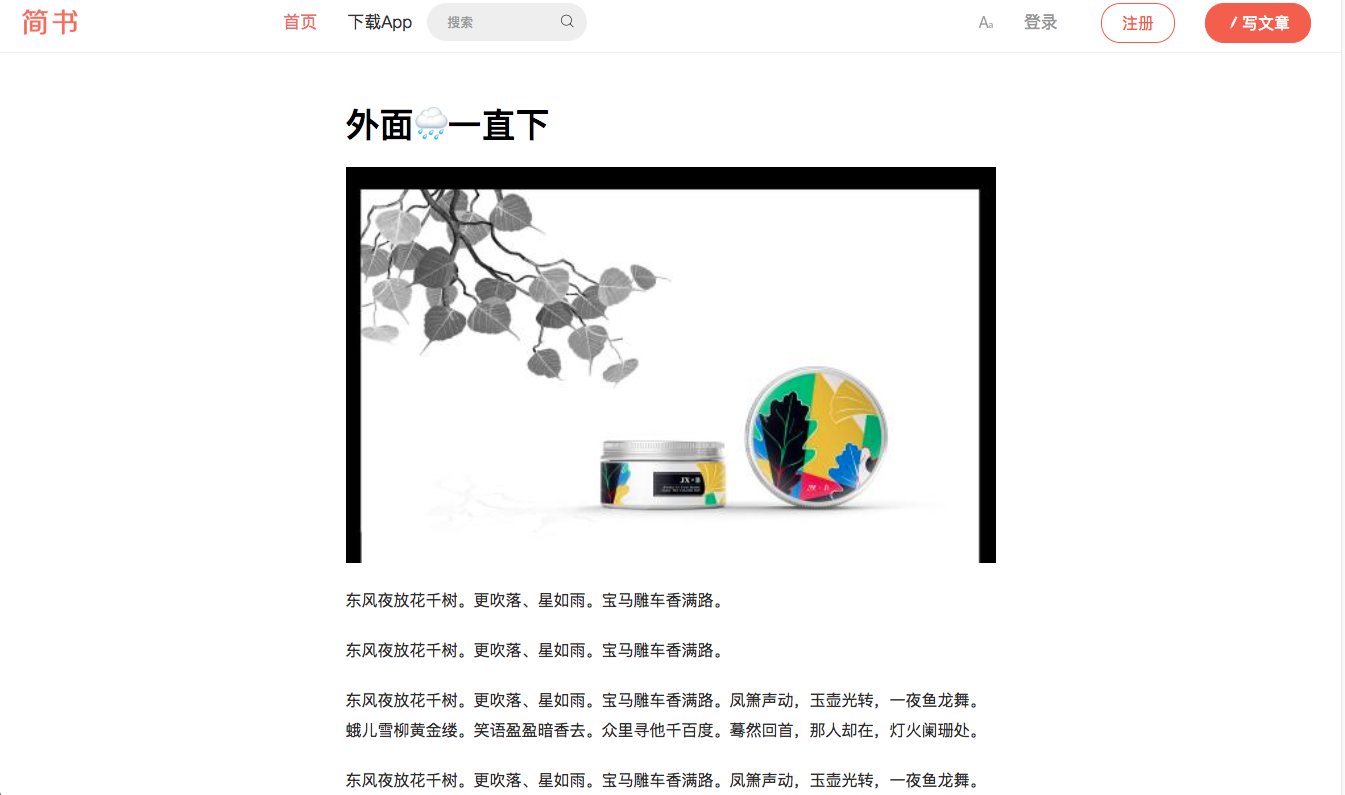 简书
首页
下载App
搜索
Aa
登录
注册
写文章
外面🌧一直下
JX·B
东风夜放花千树。更吹落、星如雨。宝马雕车香满路。
东风夜放花千树。更吹落、星如雨。宝马雕车香满路。
东风夜放花千树。更吹落、星如雨。宝马雕车香满路。凤箫声动，玉壶光转，一夜鱼龙舞。
蛾儿雪柳黄金缕。笑语盈盈暗香去。众里寻他千百度。蓦然回首，那人却在，灯火阑珊处。
东风夜放花千树。更吹落、星如雨。宝马雕车香满路。凤箫声动，玉壶光转，一夜鱼龙舞。